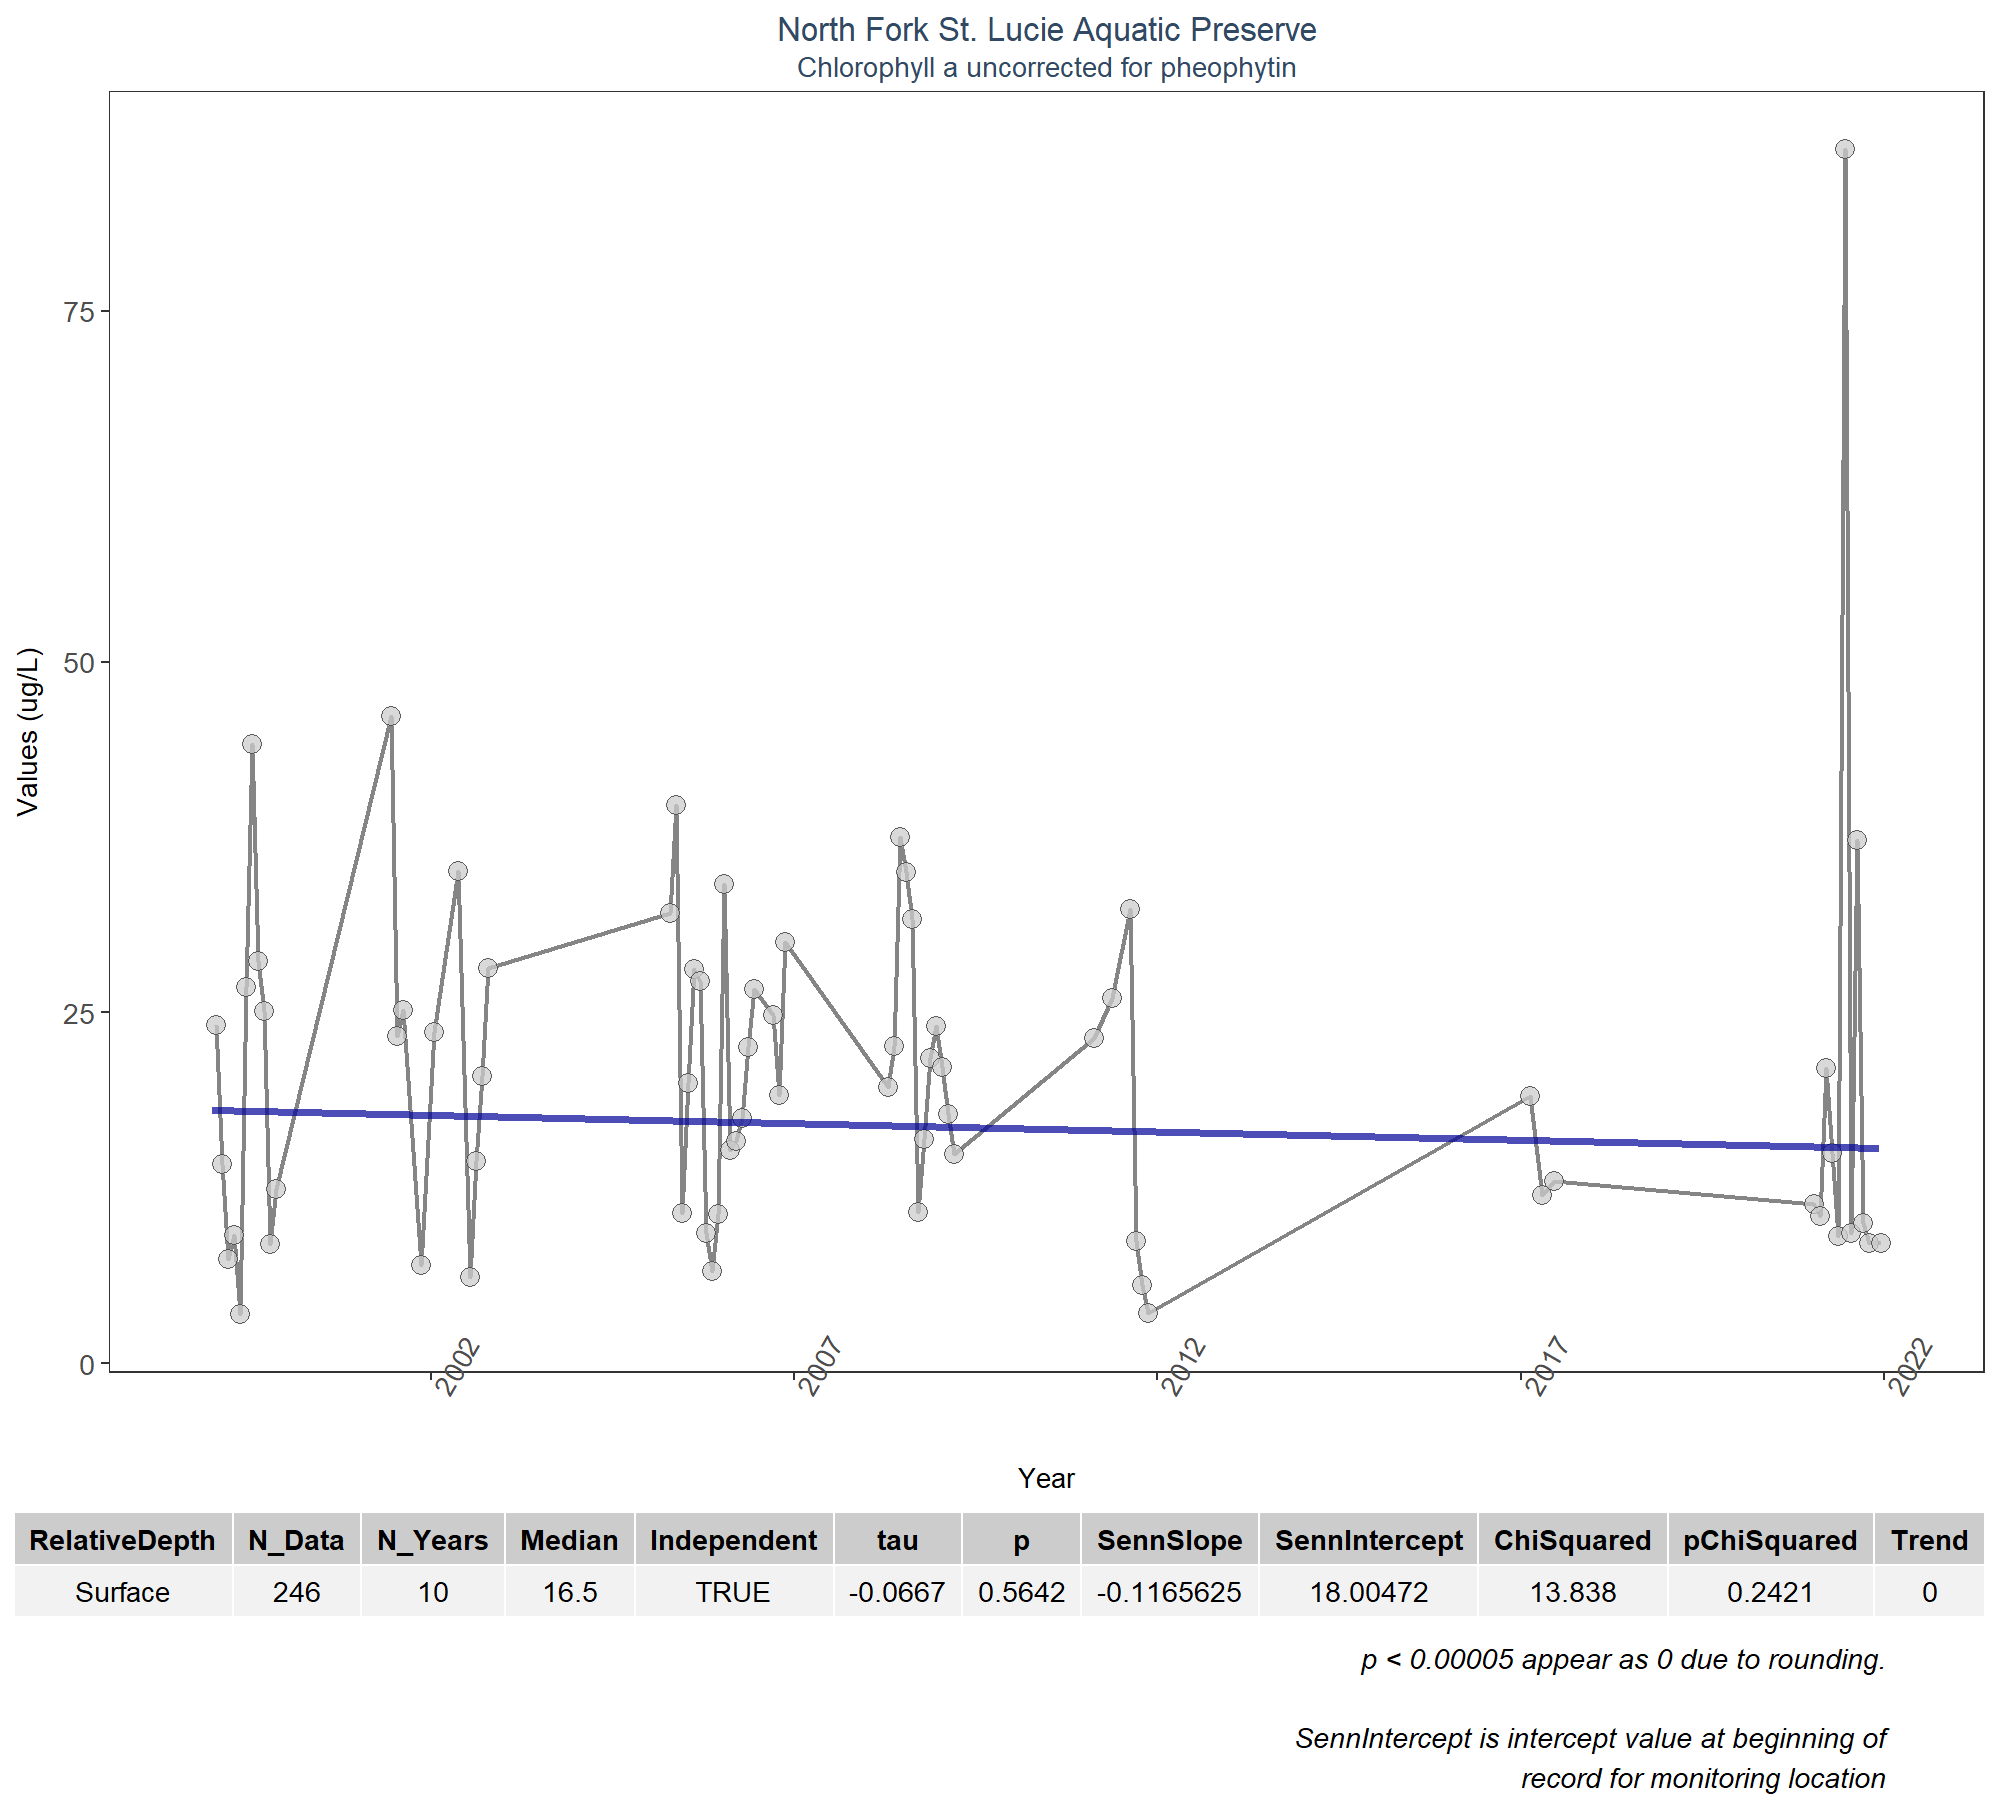 North Fork St. Lucie Aquatic Preserve
Chlorophyll a uncorrected for pheophytin
Values (ug/L)
75
50
25
0
2002 2007 2012 2017 2022
Year
RelativeDepth N_Data N_Years Median Independent tau p SennSlope SennIntercept ChiSquared pChiSquared Trend
Surface 246 10 16.5 TRUE -0.0667 0.5642 -0.1165625 18.00472 13.838 0.2421 0
p < 0.00005 appear as 0 due to rounding.
SennIntercept is intercept value at beginning of
record for monitoring location